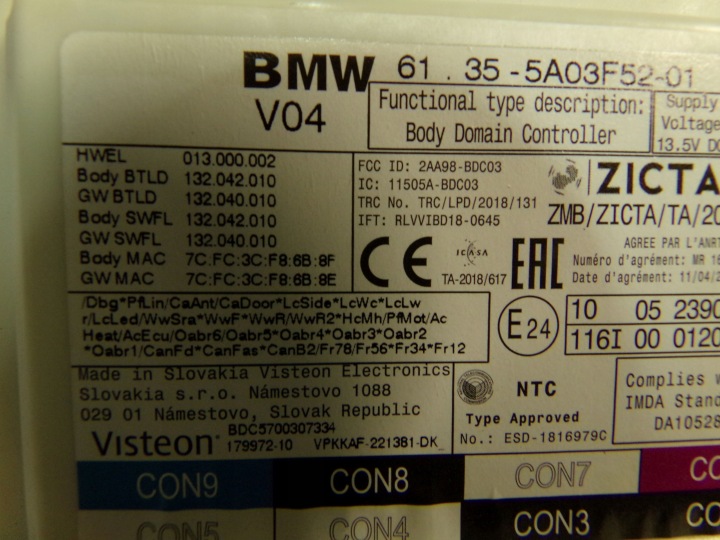 BMW 61 . 35 - 5A03F52-01
V04
Functional type description:
Body Domain Controller
Supply
Voltage
13.5V DC
HWEL 013.000.002
Body BTLD 132.042.010
GW BTLD 132.040.010
Body SWFL 132.042.010
GW SWFL 132.040.010
Body MAC 7C:FC:3C:F8:6B:8F
GW MAC 7C:FC:3C:F8:6B:8E
FCC ID: 2AA98-BDC03
IC: 11505A-BDC03
TRC No. TRC/LPD/2018/131
IFT: RLVVIBD18-0645
ZICTA
ZMB/ZICTA/TA/20
CE
ICASA
TA-2018/617
EAC
AGREE PAR L'ANRT
Numéro d'agrément: MR 16
Date d'agrément: 11/04/2
/Dbg*PfLin/CaAnt/CaDoor*LcSide*LcWc*LcLw
r/LcLed/WwSra*WwF*WwR/WwR2*HcMh/PfMot/Ac
Heat/AcEcu/Oabr6/Oabr5*Oabr4*Oabr3*Oabr2
*Oabr1/CanFd*CanFas*CanB2/Fr78/Fr56*Fr34*Fr12
E24
10 05 2390
116I 00 0120
Made in Slovakia Visteon Electronics
Slovakia s.r.o. Námestovo 1088
029 01 Námestovo, Slovak Republic
BDC5700307334
Visteon 179972-10 VPKKAF-221381-DK
NTC
Type Approved
No.: ESD-1816979C
Complies w
IMDA Stand
DA10528
CON9 CON8 CON7 CO
CON5 CON4 CON3 CO